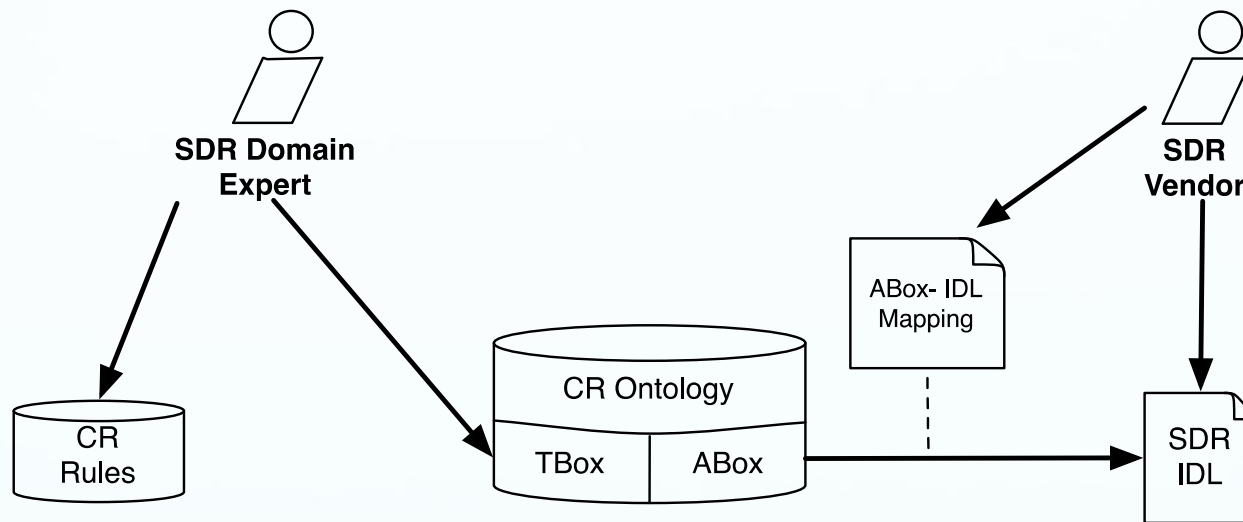 SDR Domain
Expert
SDR
Vendor
ABox- IDL
Mapping
CR Ontology
TBox
ABox
CR
Rules
SDR
IDL